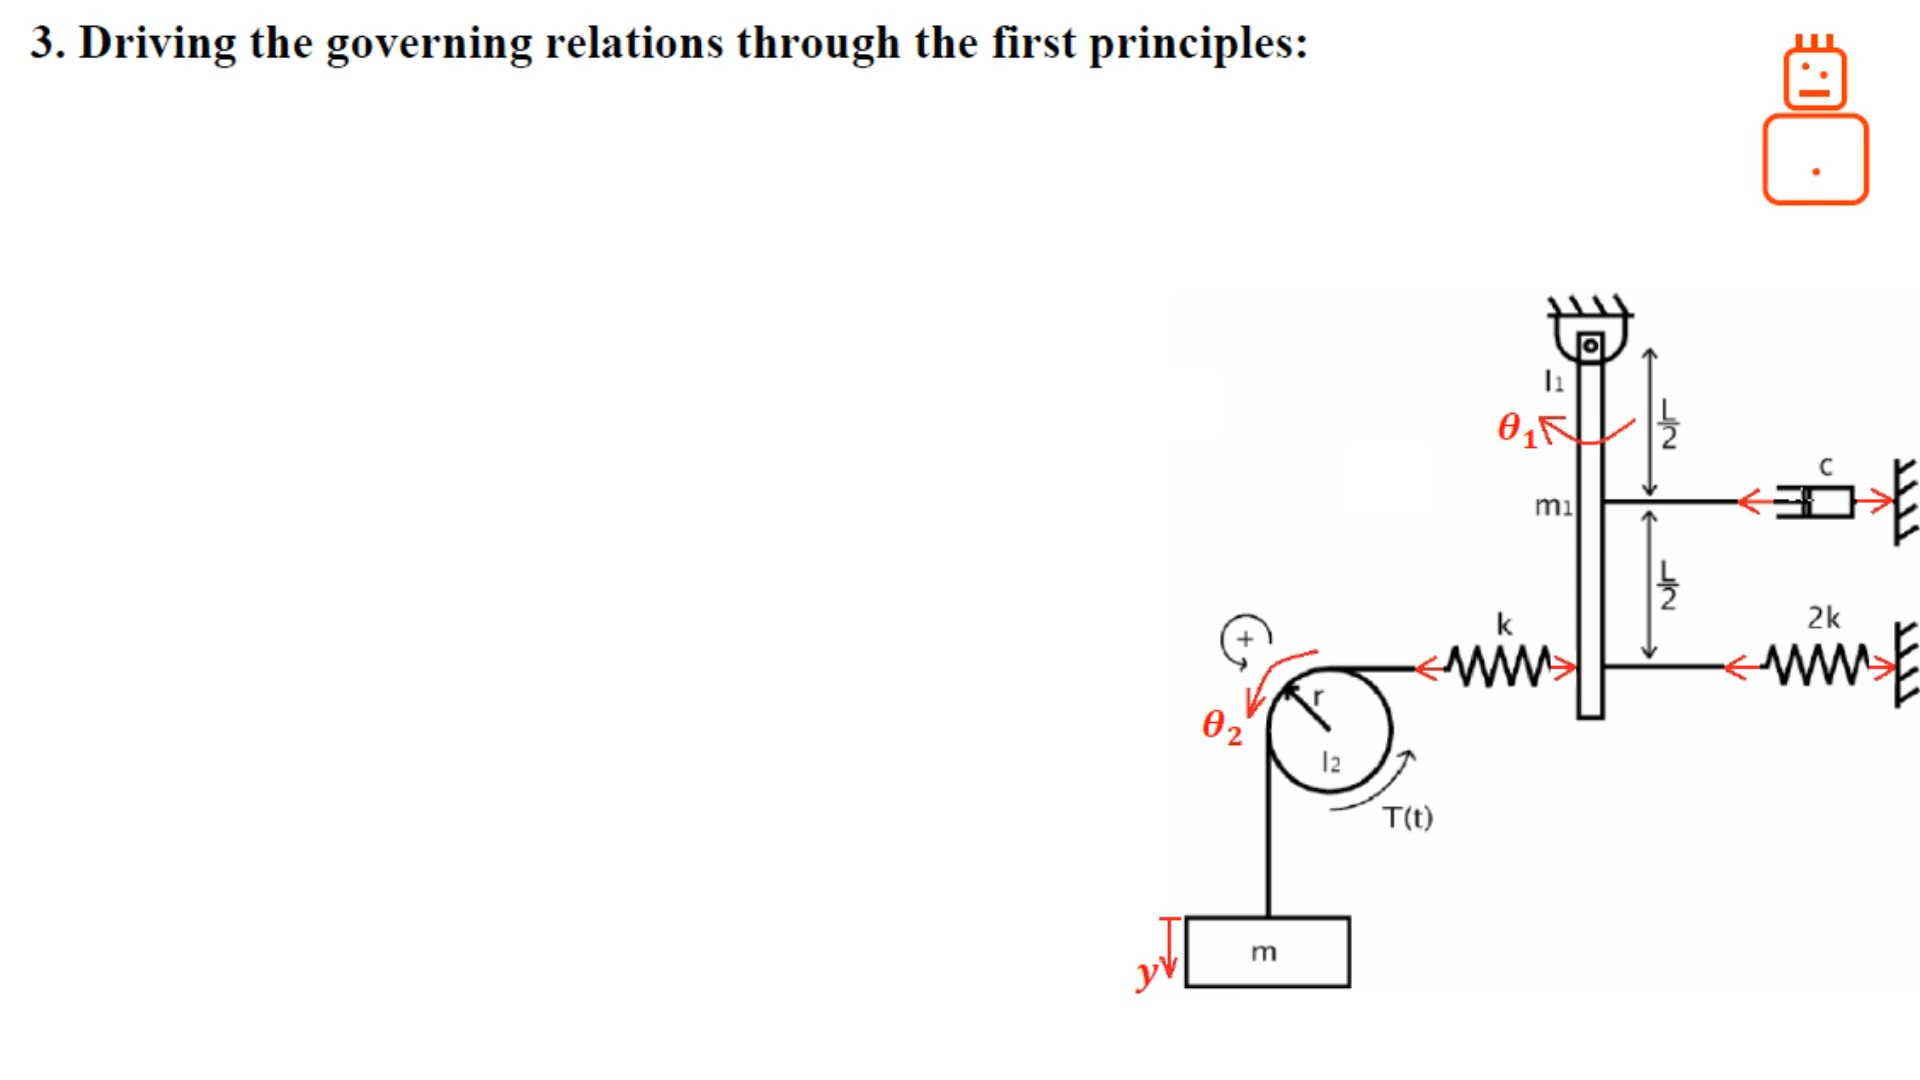 3. Driving the governing relations through the first principles:
I1
θ1
L
2
c
m1
L
2
k
2k
+
r
θ2
I2
T(t)
m
y